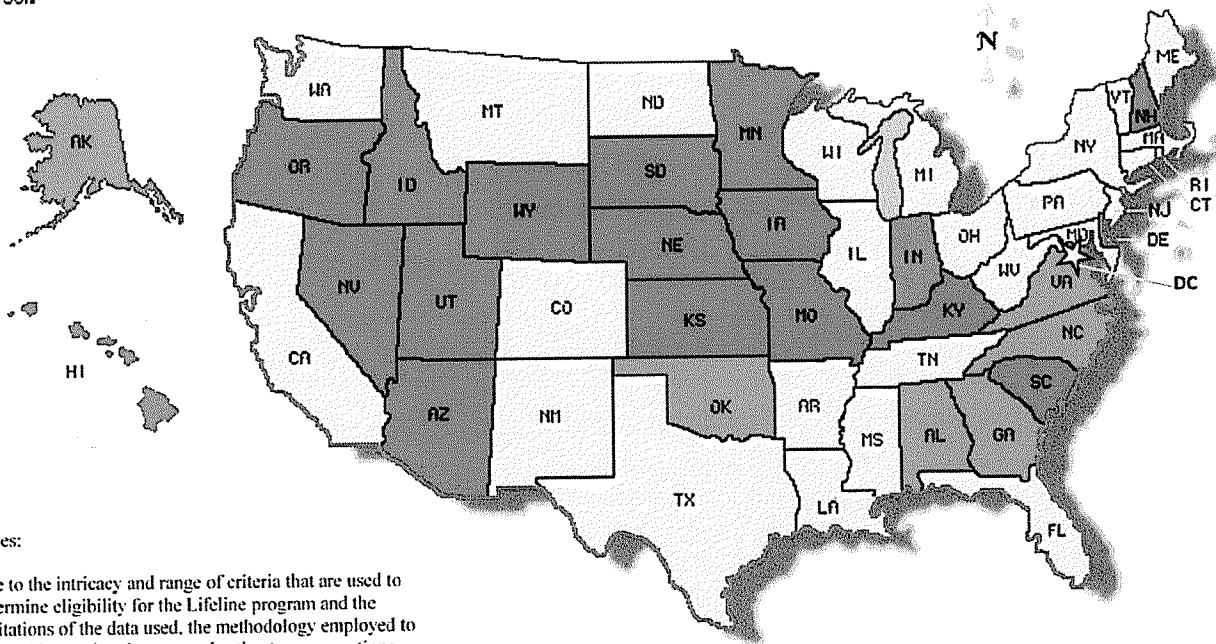 N
ME
WA
MT
ND
MN
VT
NH
AK
OR
ID
SD
WI
MI
NY
MA
WY
RI
CT
PA
NJ
IA
NE
OH
MD
DE
IL
IN
WV
VA
DC
NV
UT
CO
KS
MO
KY
NC
CA
HI
TN
SC
AZ
NM
OK
AR
MS
AL
GA
TX
LA
FL
es:
e to the intricacy and range of criteria that are used to
ermine eligibility for the Lifeline program and the
itations of the data used, the methodology employed to